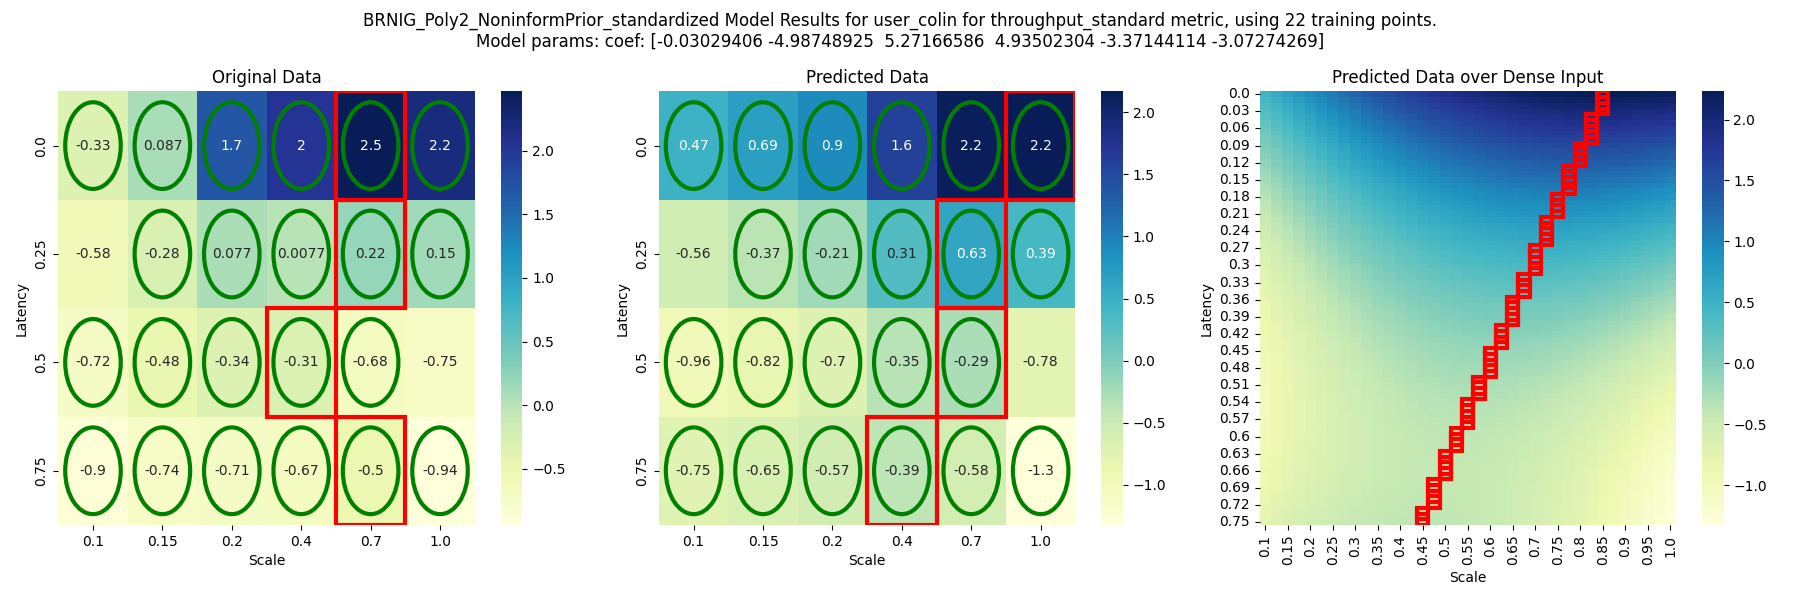 BRNIG_Poly2_NoninformPrior_standardized Model Results for user_colin for throughput_standard metric, using 22 training points.
Model params: coef: [-0.03029406 -4.98748925  5.27166586  4.93502304 -3.37144114 -3.07274269]
Original Data
Latency
0.0
0.25
0.5
0.75
-0.33 0.087 1.7 2 2.5 2.2
-0.58 -0.28 0.077 0.0077 0.22 0.15
-0.72 -0.48 -0.34 -0.31 -0.68 -0.75
-0.9 -0.74 -0.71 -0.67 -0.5 -0.94
0.1 0.15 0.2 0.4 0.7 1.0
Scale
2.0
1.5
1.0
0.5
0.0
−0.5
Predicted Data
Latency
0.0
0.25
0.5
0.75
0.47 0.69 0.9 1.6 2.2 2.2
-0.56 -0.37 -0.21 0.31 0.63 0.39
-0.96 -0.82 -0.7 -0.35 -0.29 -0.78
-0.75 -0.65 -0.57 -0.39 -0.58 -1.3
0.1 0.15 0.2 0.4 0.7 1.0
Scale
2.0
1.5
1.0
0.5
0.0
−0.5
−1.0
Predicted Data over Dense Input
Latency
0.0
0.03
0.06
0.09
0.12
0.15
0.18
0.21
0.24
0.27
0.3
0.33
0.36
0.39
0.42
0.45
0.48
0.51
0.54
0.57
0.6
0.63
0.66
0.69
0.72
0.75
0.1 0.15 0.2 0.25 0.3 0.35 0.4 0.45 0.5 0.55 0.6 0.65 0.7 0.75 0.8 0.85 0.9 0.95 1.0
Scale
2.0
1.5
1.0
0.5
0.0
−0.5
−1.0